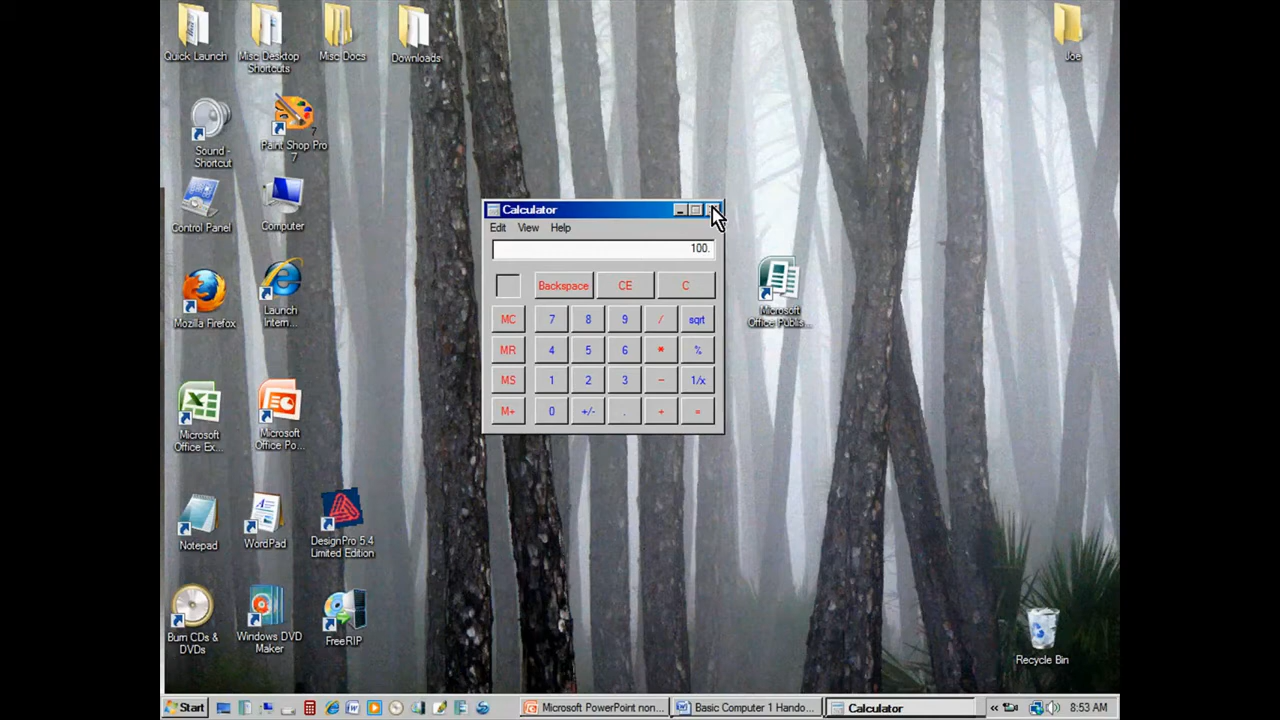 Quick Launch
Misc Desktop
Shortcuts
Misc Docs
Downloads
Joe
Sound -
Shortcut
Paint Shop Pro
7
Control Panel
Computer
Mozilla Firefox
Launch
Intern...
Calculator
Edit View Help
100.
Backspace CE C
MC 7 8 9 / sqrt
MR 4 5 6 * %
MS 1 2 3 - 1/x
M+ 0 +/- . + =
Microsoft
Office Publis...
Microsoft
Office Ex...
Microsoft
Office Po...
Notepad
WordPad
DesignPro 5.4
Limited Edition
Burn CDs &
DVDs
Windows DVD
Maker
FreeRIP
Recycle Bin
Start
Microsoft PowerPoint non...
Basic Computer 1 Hando...
Calculator
8:53 AM